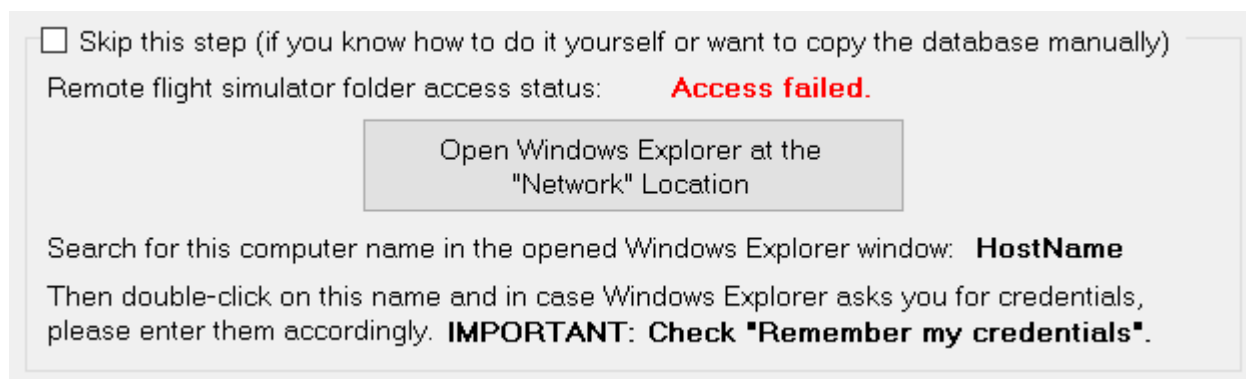 Skip this step (if you know how to do it yourself or want to copy the database manually)
Remote flight simulator folder access status: Access failed.
Open Windows Explorer at the
"Network" Location
Search for this computer name in the opened Windows Explorer window: HostName
Then double-click on this name and in case Windows Explorer asks you for credentials,
please enter them accordingly. IMPORTANT: Check "Remember my credentials".